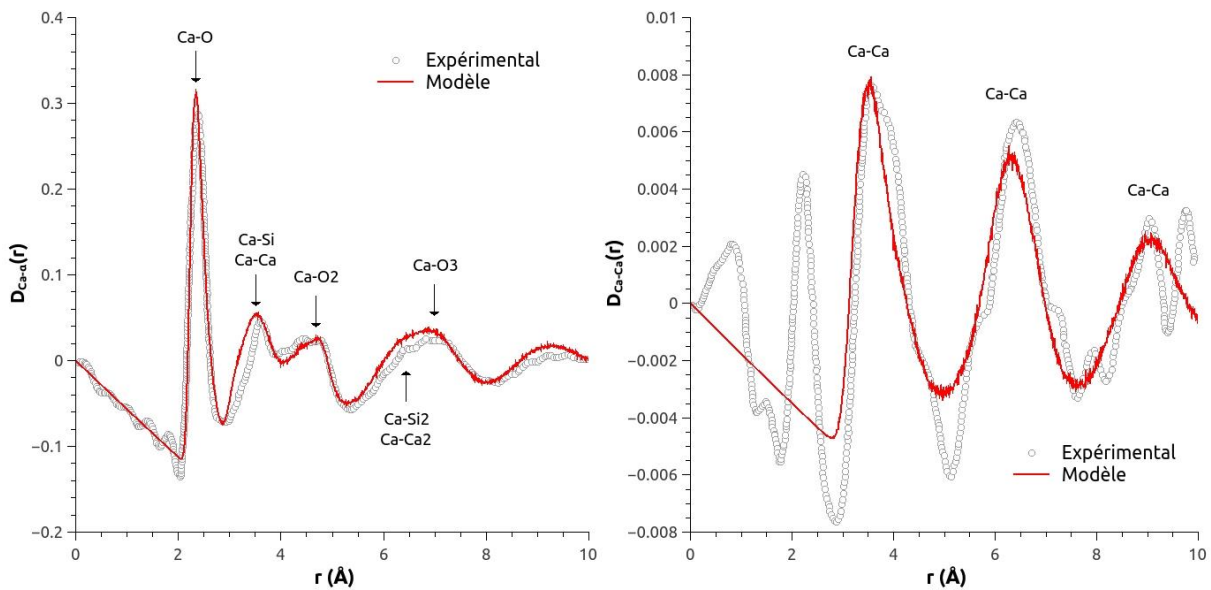 0.4
0.3
0.2
0.1
0
−0.1
−0.2
D_Ca-α(r)
Ca-O
Ca-Si
Ca-Ca
Ca-O2
Ca-O3
Ca-Si2
Ca-Ca2
Expérimental
Modèle
0 2 4 6 8 10
r (Å)
0.01
0.008
0.006
0.004
0.002
0
−0.002
−0.004
−0.006
−0.008
D_Ca-Ca(r)
Ca-Ca
Ca-Ca
Ca-Ca
Expérimental
Modèle
0 2 4 6 8 10
r (Å)